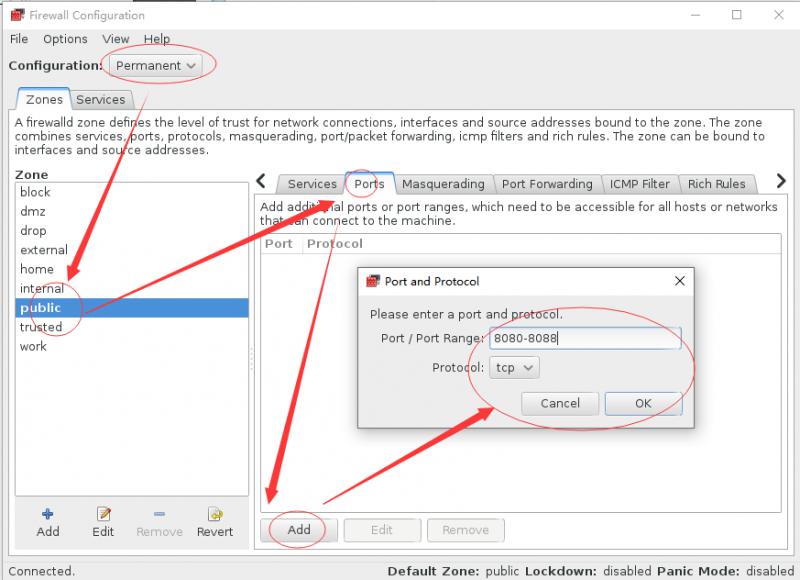 Firewall Configuration
File Options View Help
Configuration: Permanent
Zones Services
A firewalld zone defines the level of trust for network connections, interfaces and source addresses bound to the zone. The zone
combines services, ports, protocols, masquerading, port/packet forwarding, icmp filters and rich rules. The zone can be bound to
interfaces and source addresses.
Zone
block
dmz
drop
external
home
internal
public
trusted
work
Add Edit Remove Revert
Services Ports Masquerading Port Forwarding ICMP Filter Rich Rules
Add additional ports or port ranges, which need to be accessible for all hosts or networks
that can connect to the machine.
Port Protocol
Port and Protocol
Please enter a port and protocol.
Port / Port Range: 8080-8088
Protocol: tcp
Cancel OK
Add Edit Remove
Connected.
Default Zone: public Lockdown: disabled Panic Mode: disabled